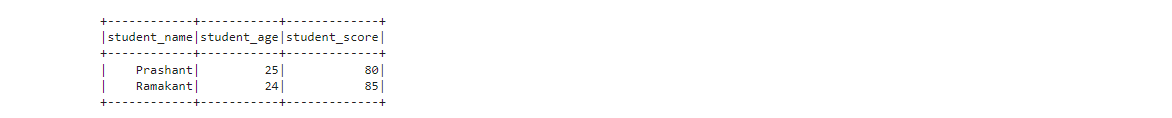 +------------+-----------+-------------+
|student_name|student_age|student_score|
+------------+-----------+-------------+
|    Prashant|         25|           80|
|    Ramakant|         24|           85|
+------------+-----------+-------------+